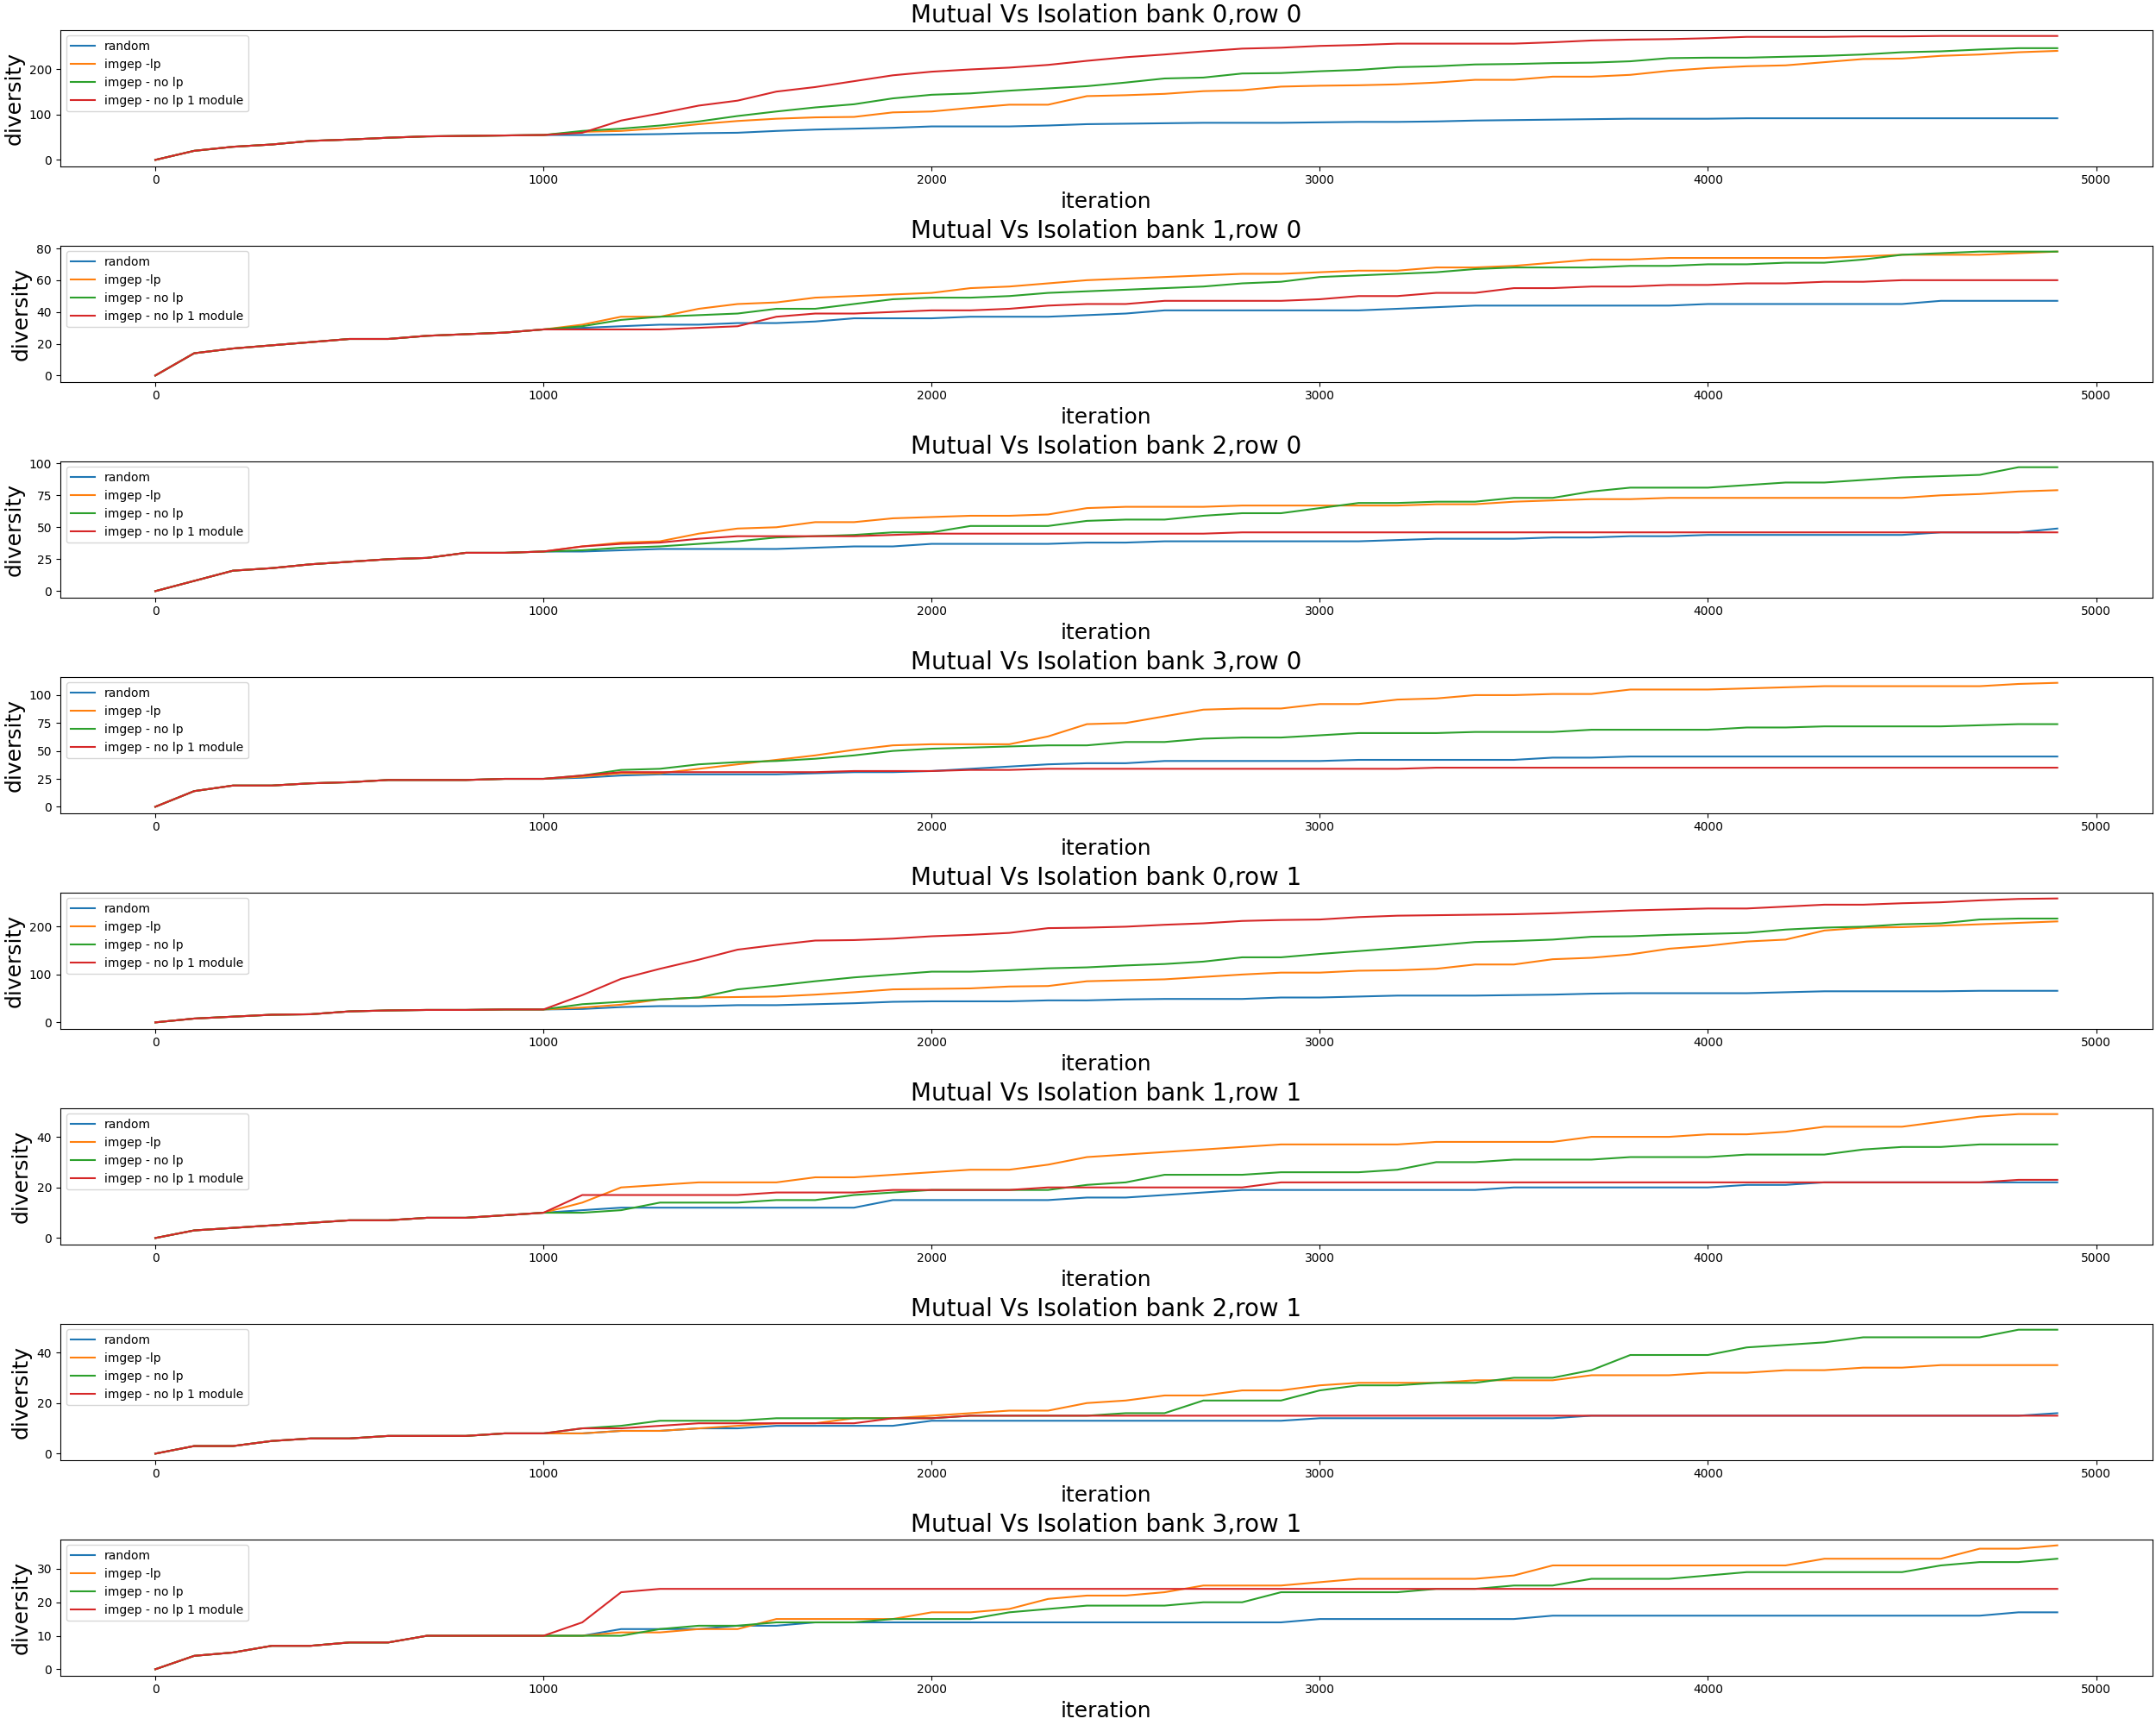 Mutual Vs Isolation bank 0,row 0
diversity
200
100
0
random
imgep -lp
imgep - no lp
imgep - no lp 1 module
0 1000 2000 3000 4000 5000
iteration
Mutual Vs Isolation bank 1,row 0
diversity
80
60
40
20
0
random
imgep -lp
imgep - no lp
imgep - no lp 1 module
0 1000 2000 3000 4000 5000
iteration
Mutual Vs Isolation bank 2,row 0
diversity
100
75
50
25
0
random
imgep -lp
imgep - no lp
imgep - no lp 1 module
0 1000 2000 3000 4000 5000
iteration
Mutual Vs Isolation bank 3,row 0
diversity
100
75
50
25
0
random
imgep -lp
imgep - no lp
imgep - no lp 1 module
0 1000 2000 3000 4000 5000
iteration
Mutual Vs Isolation bank 0,row 1
diversity
200
100
0
random
imgep -lp
imgep - no lp
imgep - no lp 1 module
0 1000 2000 3000 4000 5000
iteration
Mutual Vs Isolation bank 1,row 1
diversity
40
20
0
random
imgep -lp
imgep - no lp
imgep - no lp 1 module
0 1000 2000 3000 4000 5000
iteration
Mutual Vs Isolation bank 2,row 1
diversity
40
20
0
random
imgep -lp
imgep - no lp
imgep - no lp 1 module
0 1000 2000 3000 4000 5000
iteration
Mutual Vs Isolation bank 3,row 1
diversity
30
20
10
0
random
imgep -lp
imgep - no lp
imgep - no lp 1 module
0 1000 2000 3000 4000 5000
iteration